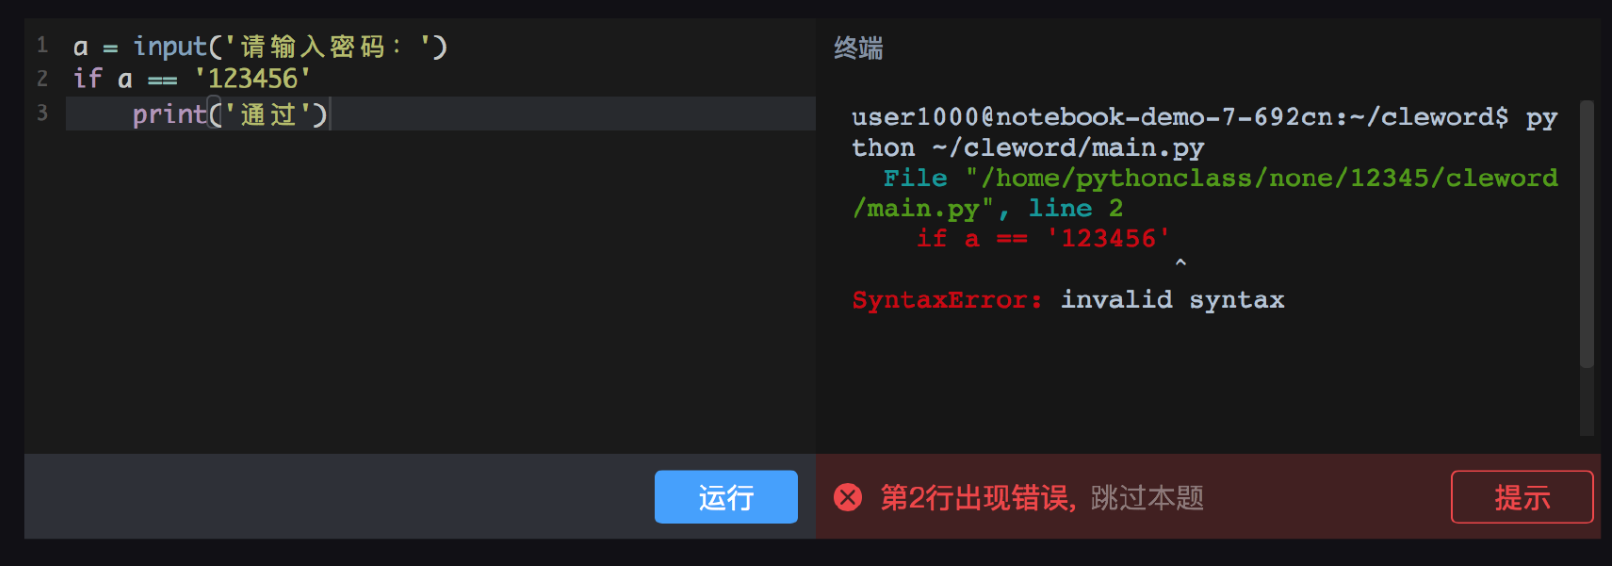 1 a = input('请输入密码：')
2 if a == '123456'
3     print('通过')
运行
终端
user1000@notebook-demo-7-692cn:~/cleword$ py
thon ~/cleword/main.py
  File "/home/pythonclass/none/12345/cleword
/main.py", line 2
    if a == '123456'
                    ^
SyntaxError: invalid syntax
第2行出现错误, 跳过本题
提示